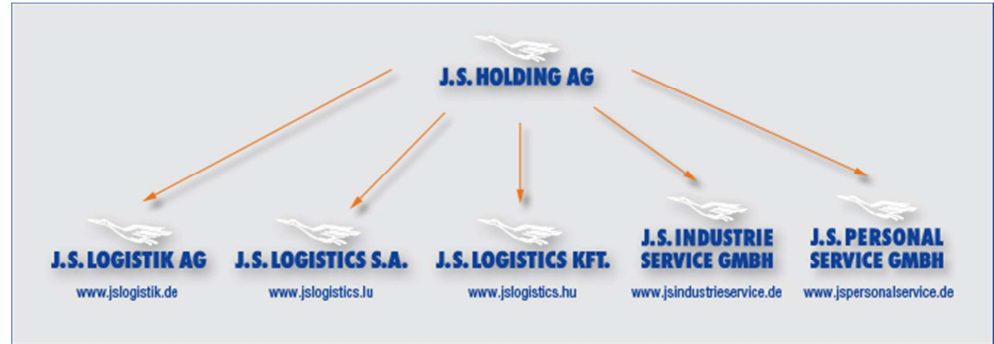 J.S. HOLDING AG
J.S. LOGISTIK AG
www.jslogistik.de
J.S. LOGISTICS S.A.
www.jslogistics.lu
J.S. LOGISTICS KFT.
www.jslogistics.hu
J.S. INDUSTRIE
SERVICE GMBH
www.jsindustrieservice.de
J.S. PERSONAL
SERVICE GMBH
www.jspersonalservice.de